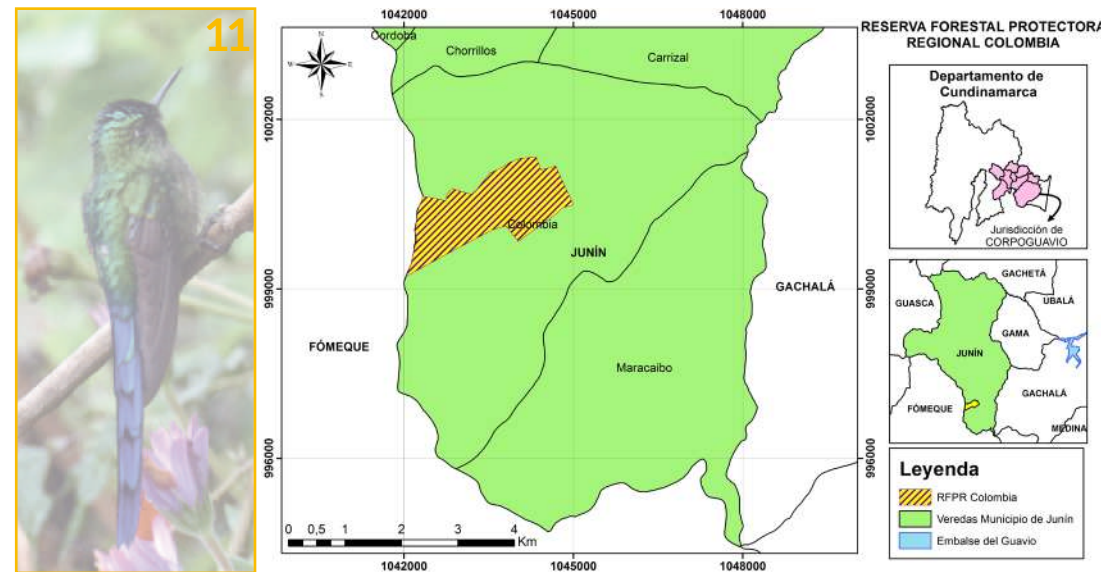 11
1042000 1045000 1048000
Cordoba
Chorrillos
Carrizal
N
W E
S
1002000 1002000
Colombia
JUNÍN
999000 999000
GACHALÁ
FÓMEQUE
Maracaibo
996000 996000
0 0,5 1 2 3 4
Km
1042000 1045000 1048000
RESERVA FORESTAL PROTECTORA
REGIONAL COLOMBIA
Departamento de
Cundinamarca
Jurisdicción de
CORPOGUAVIO
GACHETÁ
GUASCA
UBALÁ
GAMA
JUNÍN
GACHALÁ
FÓMEQUE
MEDINA
Leyenda
RFPR Colombia
Veredas Municipio de Junín
Embalse del Guavio